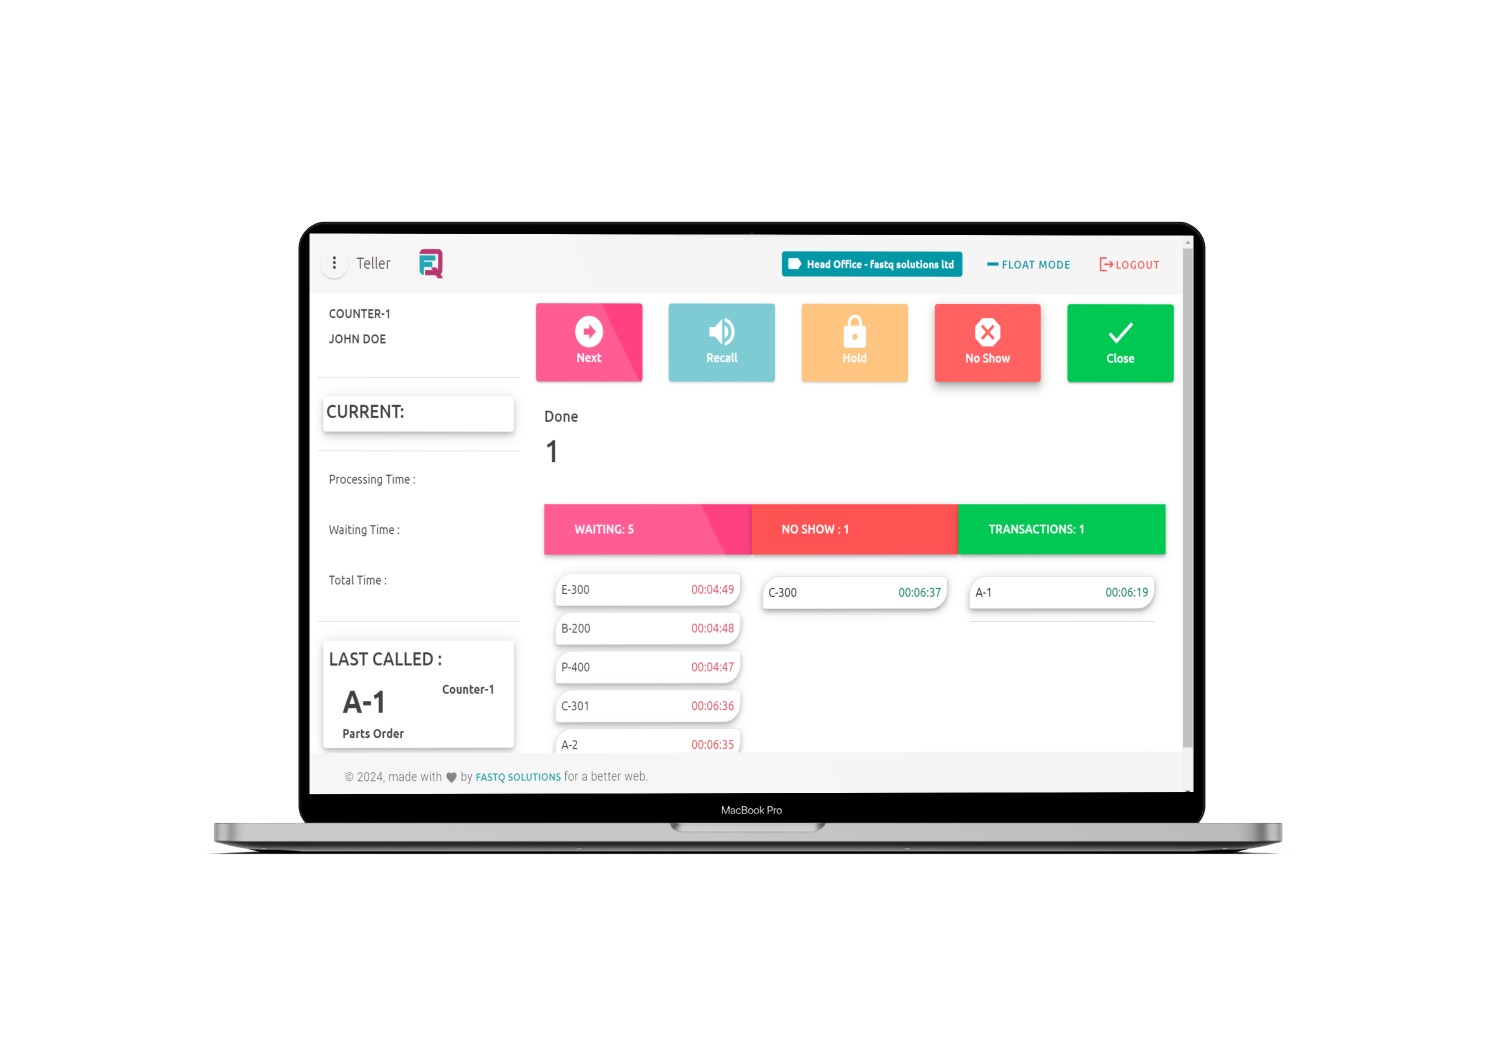 Teller
FQ
Head Office - fastq solutions ltd
FLOAT MODE
LOGOUT
COUNTER-1
JOHN DOE
Next
Recall
Hold
No Show
Close
CURRENT:
Done
1
Processing Time :
Waiting Time :
Total Time :
WAITING: 5
NO SHOW : 1
TRANSACTIONS: 1
E-300 00:04:49
B-200 00:04:48
P-400 00:04:47
C-301 00:06:36
A-2 00:06:35
C-300 00:06:37
A-1 00:06:19
LAST CALLED :
A-1
Counter-1
Parts Order
© 2024, made with ♥ by FASTQ SOLUTIONS for a better web.
MacBook Pro